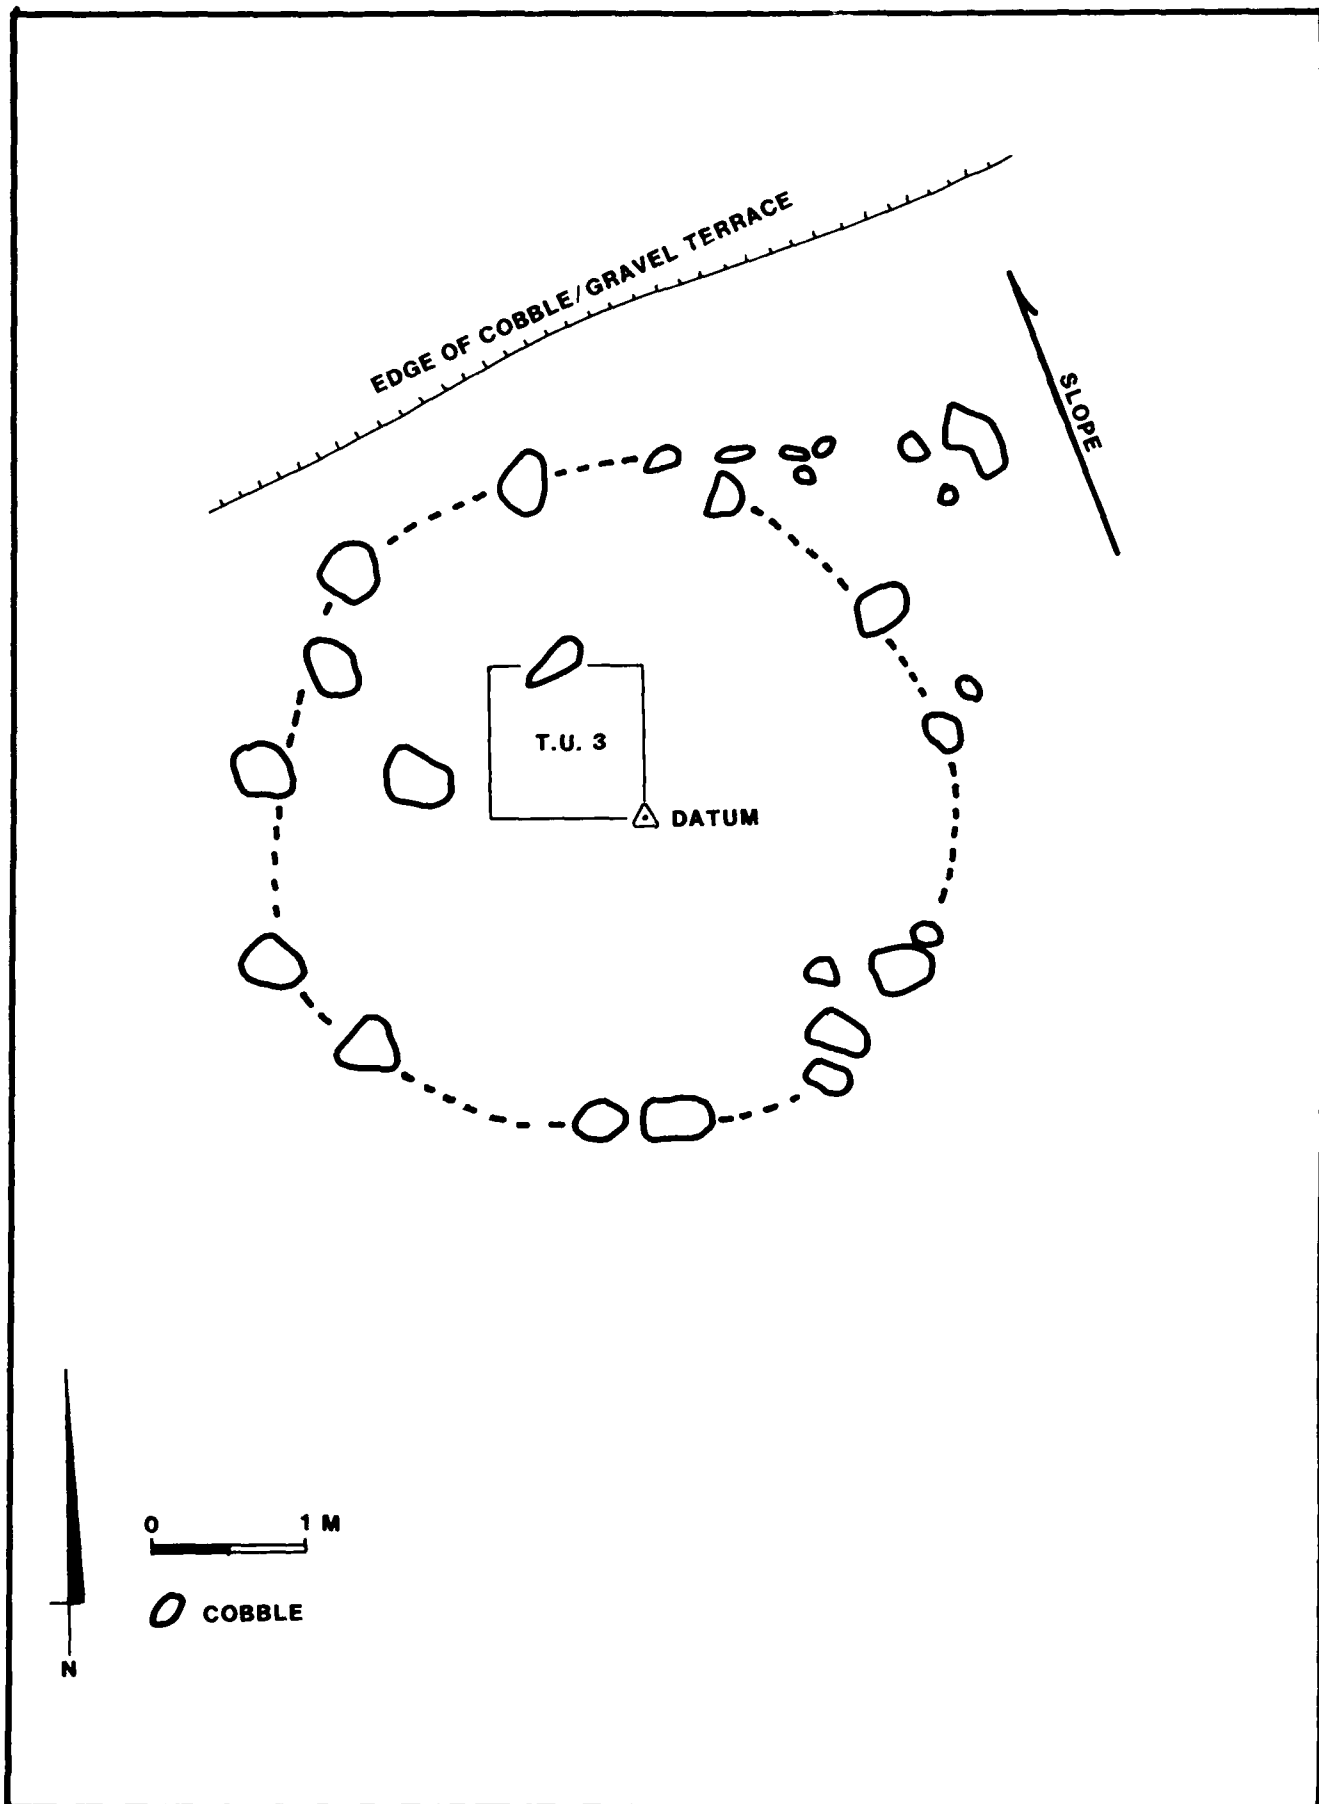 EDGE OF COBBLE/GRAVEL TERRACE
SLOPE
T.U. 3
DATUM
0 1 M
COBBLE
N